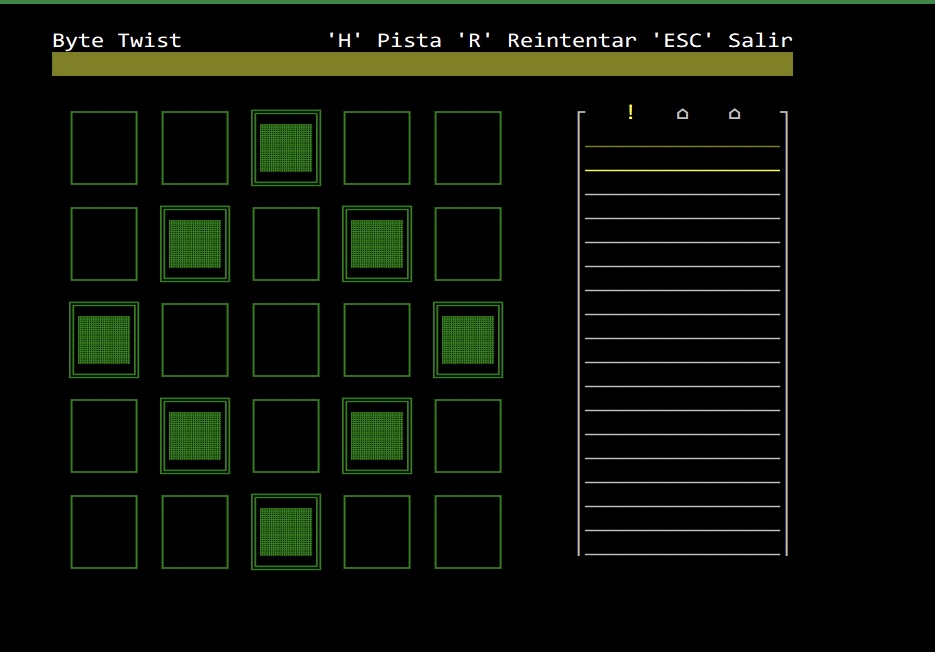 Byte Twist 'H' Pista 'R' Reintentar 'ESC' Salir
! ⌂ ⌂